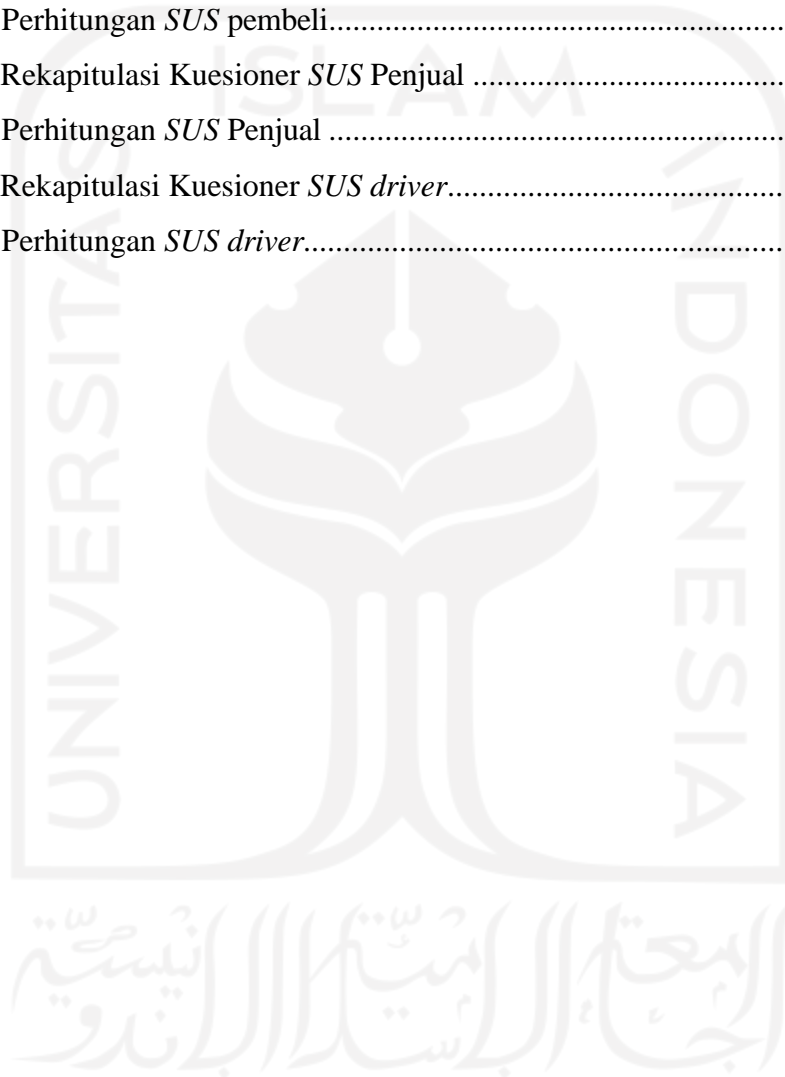 Perhitungan SUS pembeli..........................................................
Rekapitulasi Kuesioner SUS Penjual .......................................
Perhitungan SUS Penjual .........................................................
Rekapitulasi Kuesioner SUS driver..........................................
Perhitungan SUS driver............................................................
ISLAM
UNIVERSITAS
INDONESIA